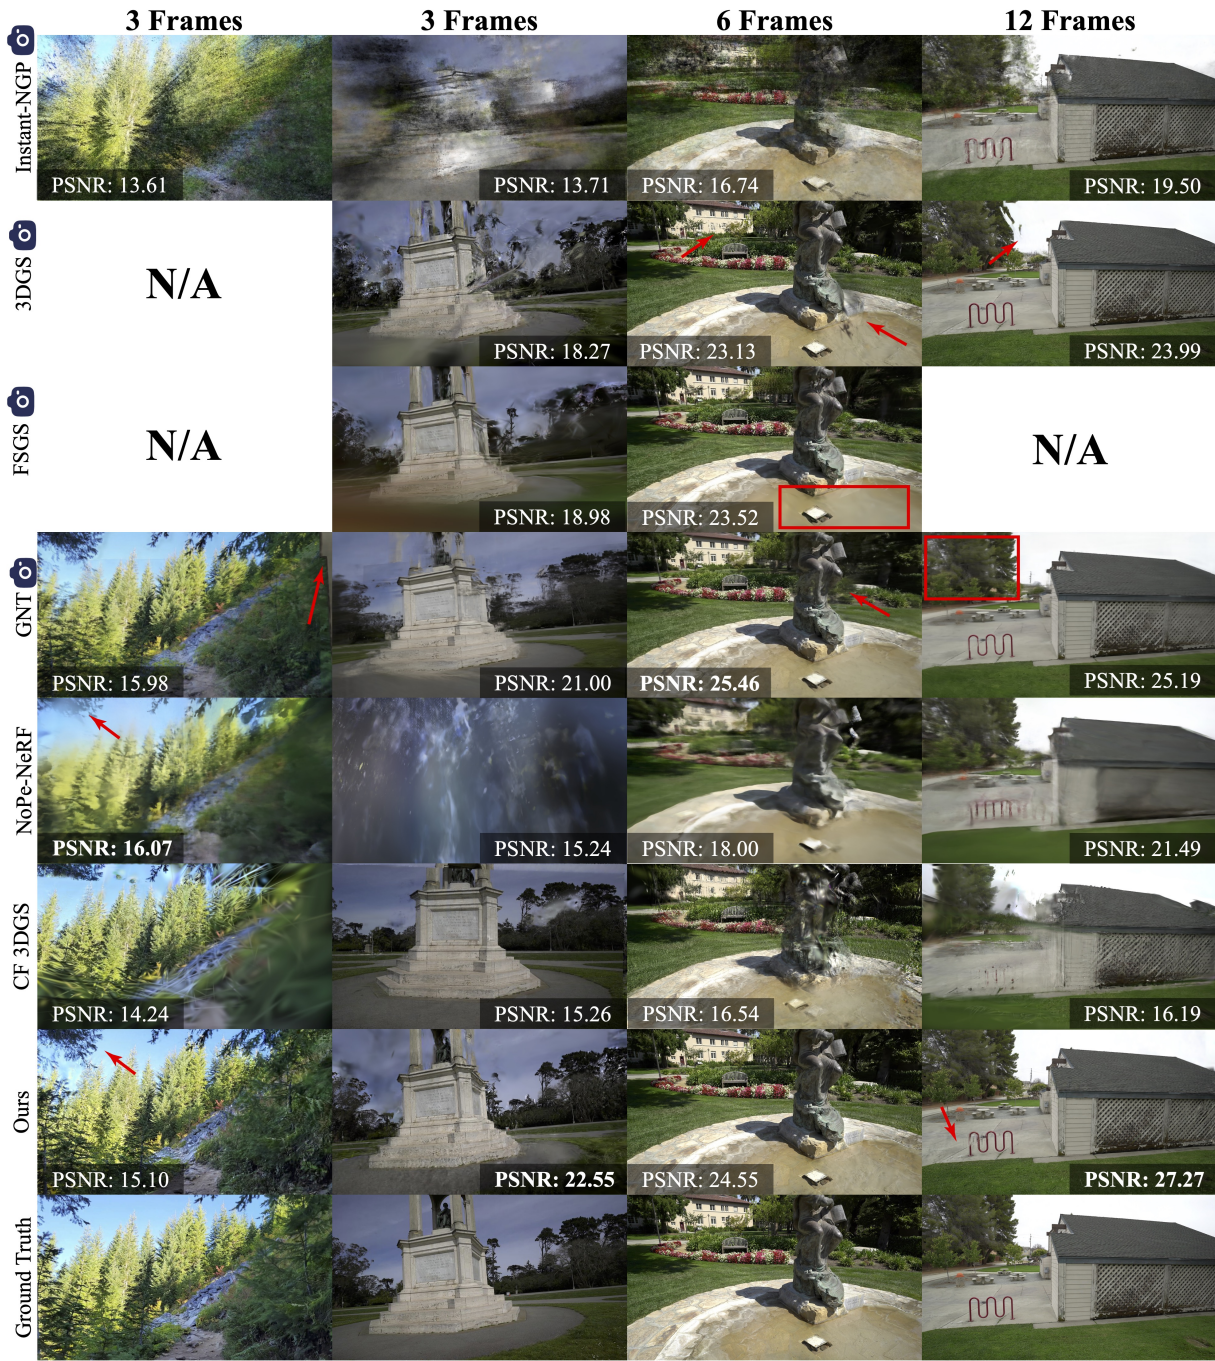 3 Frames 3 Frames 6 Frames 12 Frames
Instant-NGP
PSNR: 13.61 PSNR: 13.71 PSNR: 16.74 PSNR: 19.50
3DGS
N/A
PSNR: 18.27 PSNR: 23.13 PSNR: 23.99
FSGS
N/A N/A
PSNR: 18.98 PSNR: 23.52
GNT
PSNR: 15.98 PSNR: 21.00 PSNR: 25.46 PSNR: 25.19
NoPe-NeRF
PSNR: 16.07 PSNR: 15.24 PSNR: 18.00 PSNR: 21.49
CF 3DGS
PSNR: 14.24 PSNR: 15.26 PSNR: 16.54 PSNR: 16.19
Ours
PSNR: 15.10 PSNR: 22.55 PSNR: 24.55 PSNR: 27.27
Ground Truth